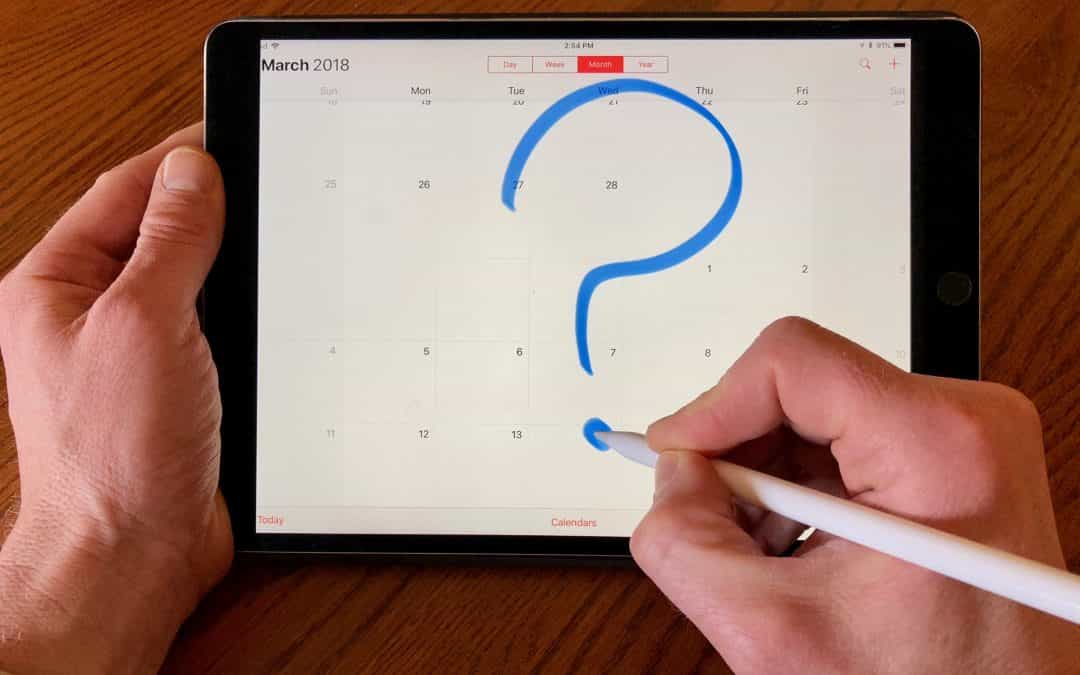 2:54 PM 91%
March 2018 Day Week Month Year
Sun Mon Tue Wed Thu Fri Sat
18 19 20 21 22 23 24
25 26 27 28
1 2 3
4 5 6 7 8 10
11 12 13
Today Calendars
?